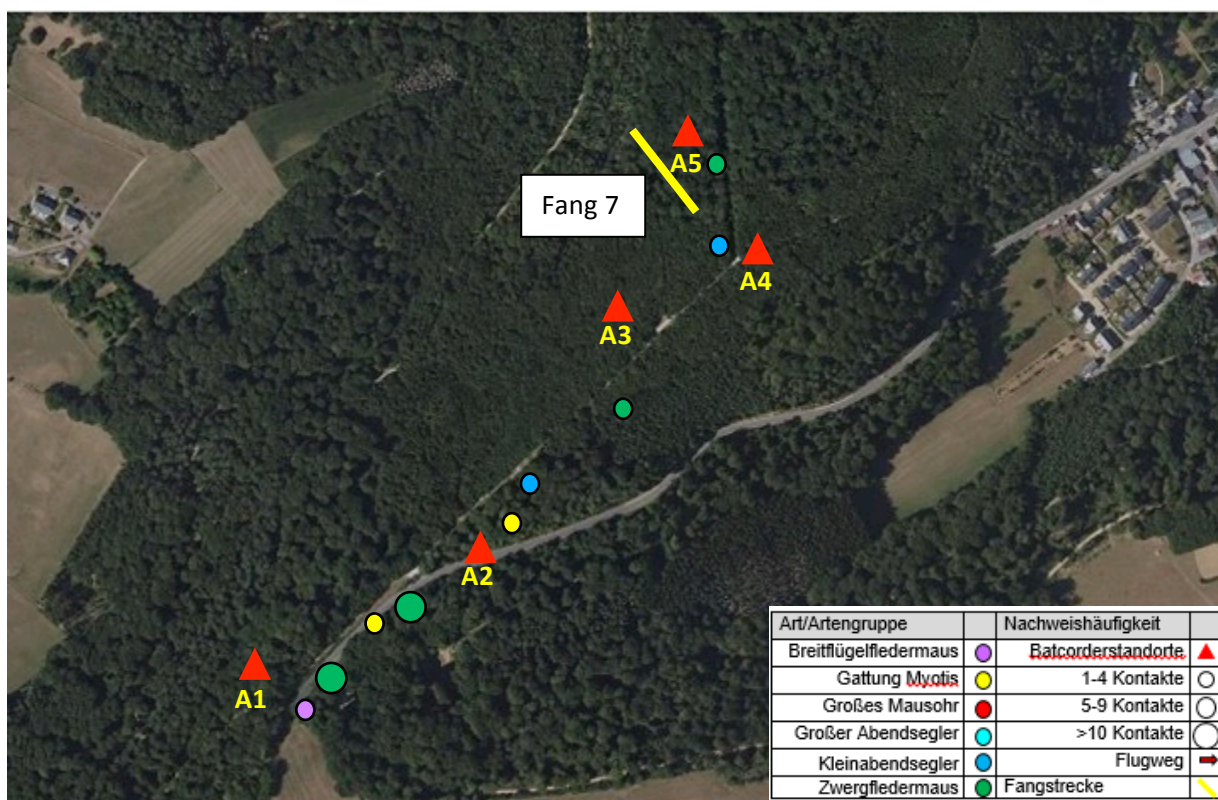 A5
Fang 7
A4
A3
A2
A1
Art/Artengruppe Nachweishäufigkeit
Breitflügelfledermaus Batcorderstandorte
Gattung Myotis 1-4 Kontakte
Großes Mausohr 5-9 Kontakte
Großer Abendsegler >10 Kontakte
Kleinabendsegler Flugweg
Zwergfledermaus Fangstrecke